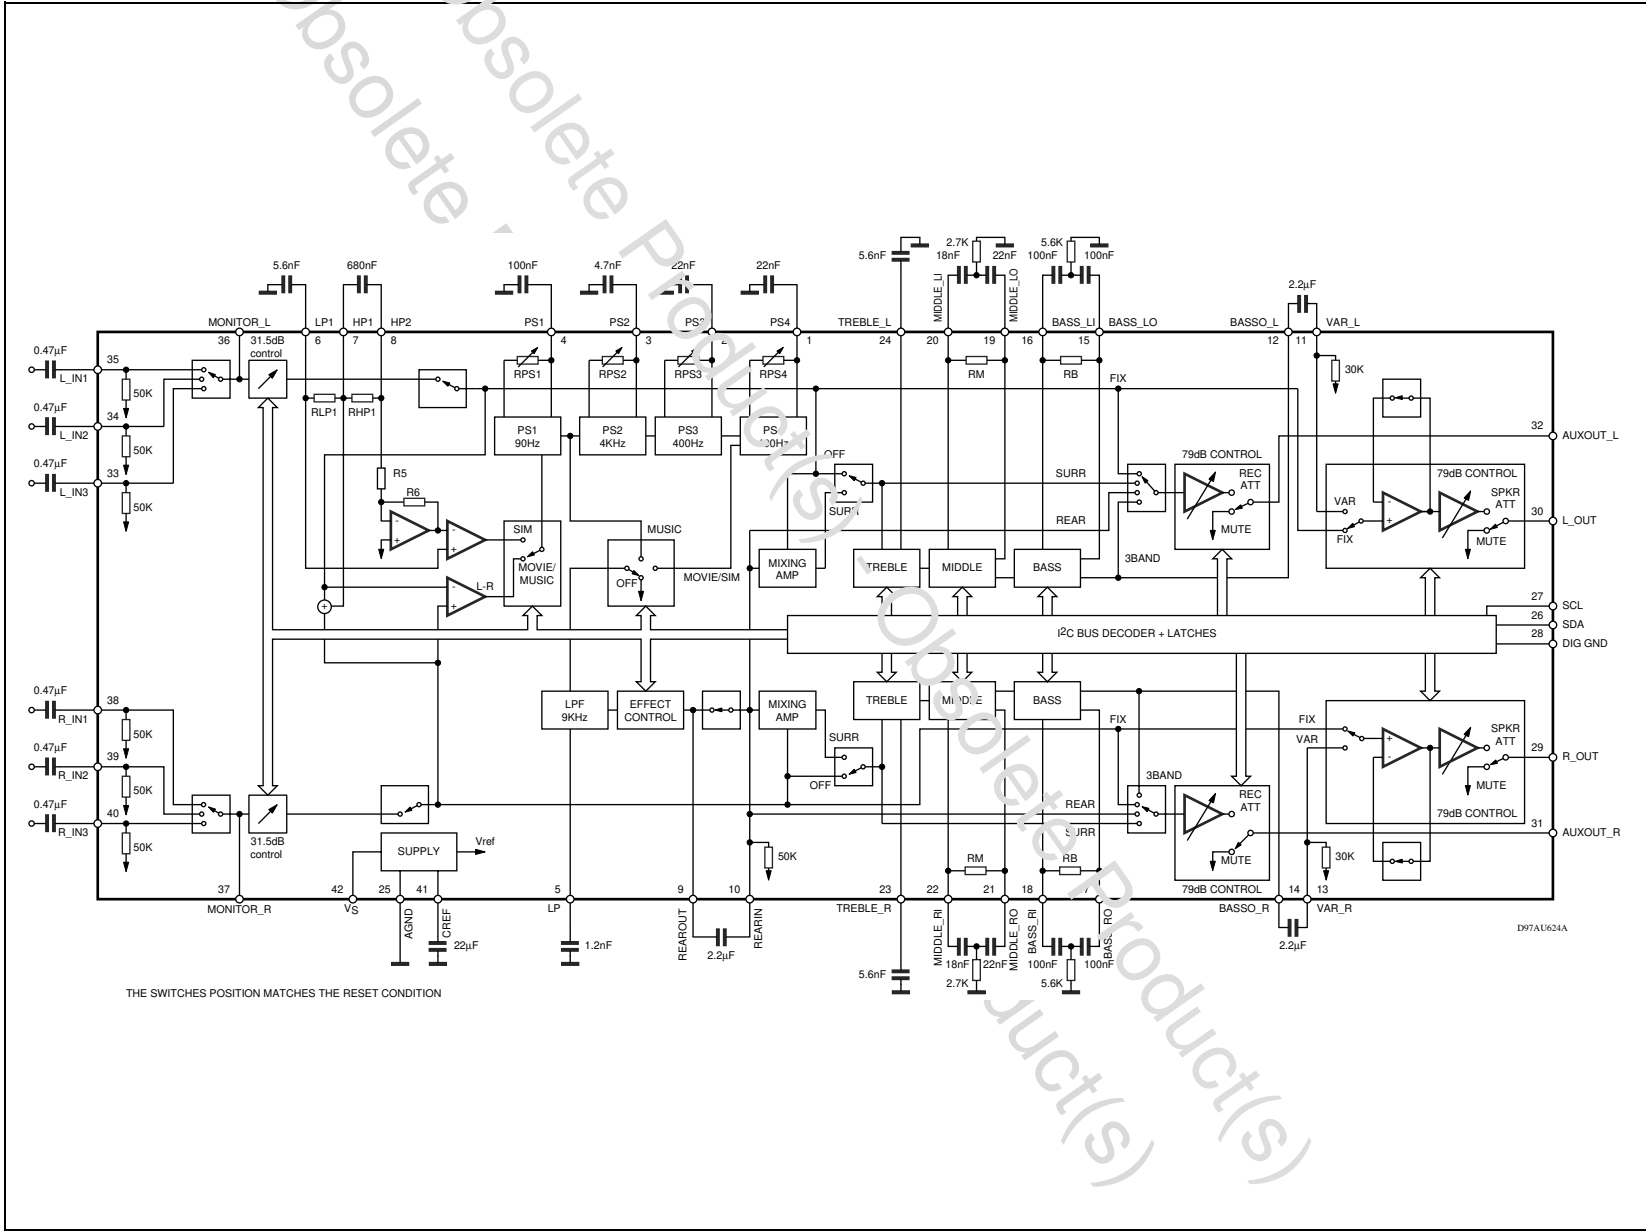 Obsolete Product(s) - Obsolete Product(s)
5.6nF
680nF
100nF
4.7nF
22nF
22nF
5.6nF
2.7K
18nF
22nF
5.6K
100nF
100nF
2.2µF
MIDDLE_LI
MIDDLE_LO
MONITOR_L
LP1
HP1
HP2
PS1
PS2
PS3
PS4
TREBLE_L
BASS_LI
BASS_LO
BASSO_L
VAR_L
36
6
7
8
4
3
2
1
24
20
19
16
15
12
11
31.5dB
control
0.47µF
35
L_IN1
50K
0.47µF
34
L_IN2
50K
0.47µF
33
L_IN3
50K
RLP1
RHP1
RPS1
RPS2
RPS3
RPS4
RM
RB
FIX
30K
PS1
90Hz
PS2
4KHz
PS3
400Hz
R5
R6
OFF
SURR
SURR
REAR
79dB CONTROL
REC
ATT
MUTE
3BAND
VAR
FIX
79dB CONTROL
SPKR
ATT
MUTE
32
AUXOUT_L
30
L_OUT
SIM
MOVIE/
MUSIC
L-R
MUSIC
OFF
MOVIE/SIM
MIXING
AMP
TREBLE
MIDDLE
BASS
- 
+
-
+
-
+
-
+
+
I2C BUS DECODER + LATCHES
27
SCL
26
SDA
28
DIG GND
0.47µF
38
R_IN1
50K
0.47µF
39
R_IN2
50K
0.47µF
40
R_IN3
50K
31.5dB
control
LPF
9KHz
EFFECT
CONTROL
MIXING
AMP
TREBLE
MIDDLE
BASS
SURR
OFF
FIX
3BAND
REAR
SURR
REC
ATT
MUTE
79dB CONTROL
FIX
VAR
+
-
SPKR
ATT
MUTE
79dB CONTROL
29
R_OUT
31
AUXOUT_R
SUPPLY
Vref
50K
RM
RB
30K
37
42
25
41
5
9
10
23
22
21
18
14
13
MONITOR_R
VS
AGND
CREF
LP
REAROUT
REARIN
TREBLE_R
MIDDLE_RI
MIDDLE_RO
BASS_RI
BASS_RO
BASSO_R
VAR_R
22µF
1.2nF
2.2µF
5.6nF
18nF
22nF
2.7K
100nF
100nF
5.6K
2.2µF
D97AU624A
THE SWITCHES POSITION MATCHES THE RESET CONDITION